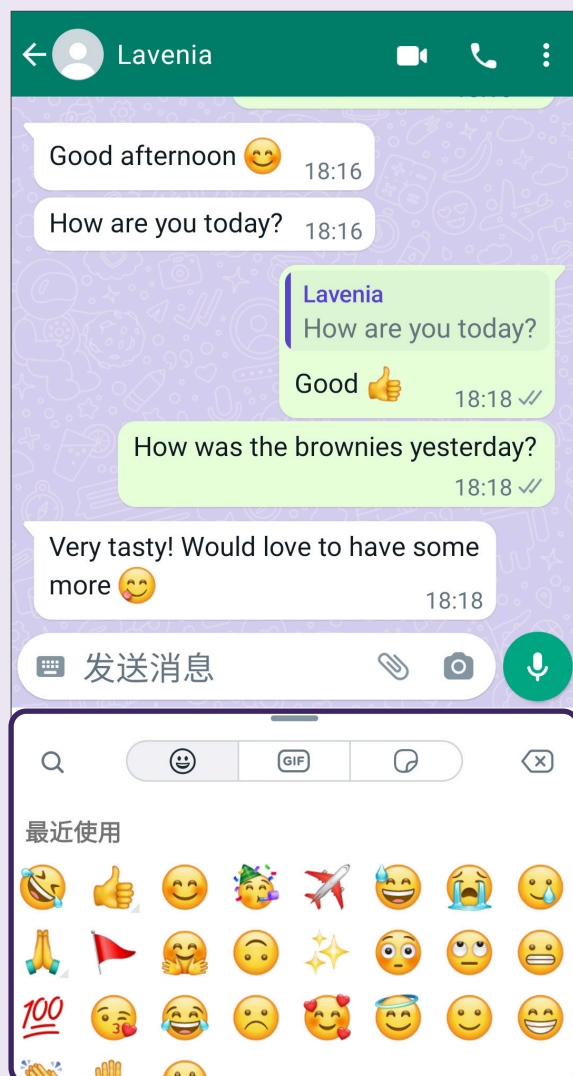 Lavenia
Good afternoon 😊 18:16
How are you today? 18:16
Lavenia
How are you today?
Good 👍 18:18
How was the brownies yesterday?
18:18
Very tasty! Would love to have some
more 😋 18:18
发送消息
GIF
最近使用
💯